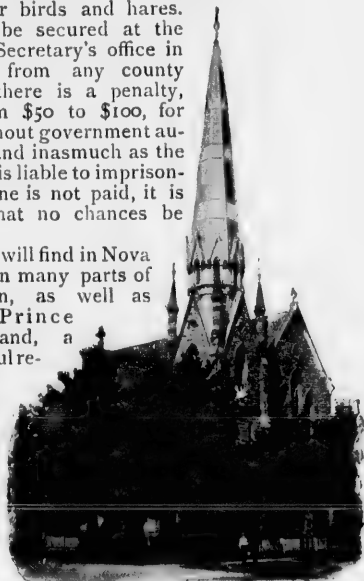 r birds and hares.
be secured at the
Secretary's office in
from any county
there is a penalty,
m $50 to $100, for
hout government au-
and inasmuch as the
is liable to imprison-
ne is not paid, it is
hat no chances be
will find in Nova
n many parts of
n, as well as
Prince
and, a
ul re-